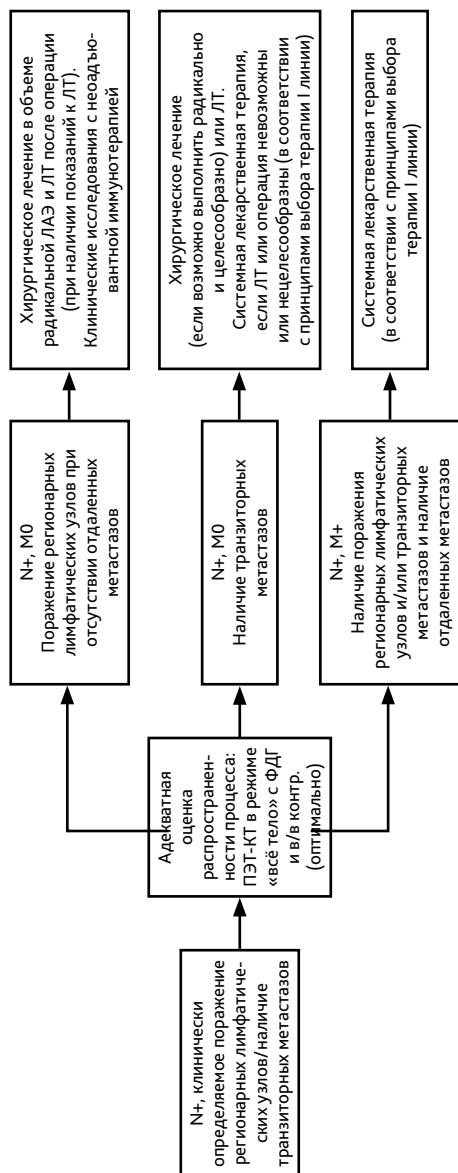 N+, клинически
определяемое поражение
регионарных лимфатиче-
ских узлов/наличие
транзиторных метастазов
Адекватная
оценка
распространен-
ности процесса:
ПЭТ-КТ в режиме
«всё тело» с ФДГ
и в/в контр.
(оптимально)
N+, M0
Поражение регионарных
лимфатических узлов при
отсутствии отдаленных
метастазов
Хирургическое лечение в объеме
радикальной ЛАЭ и ЛТ после операции
(при наличии показаний к ЛТ).
Клинические исследования с неоадъю-
вантной иммунотерапией
N+, M0
Наличие транзиторных
метастазов
Хирургическое лечение
(если возможно выполнить радикально
и целесообразно) или ЛТ.
Системная лекарственная терапия,
если ЛТ или операция невозможны
или нецелесообразны (в соответствии
с принципами выбора терапии I линии)
N+, M+
Наличие поражения
регионарных лимфатических
узлов и/или транзиторных
метастазов и наличие
отдаленных метастазов
Системная лекарственная терапия
(в соответствии с принципами выбора
терапии I линии)